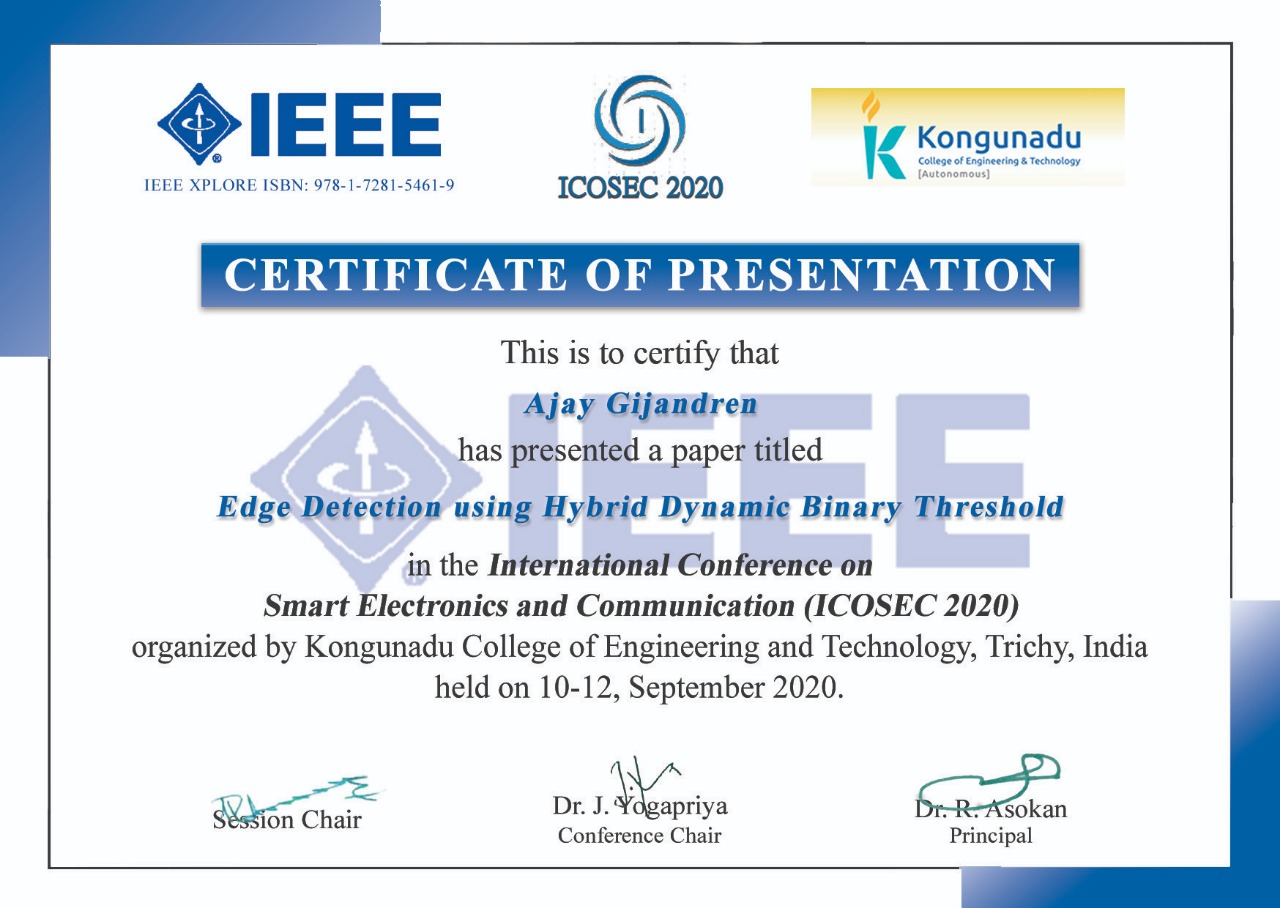 IEEE
IEEE XPLORE ISBN: 978-1-7281-5461-9
ICOSEC 2020
Kongunadu
College of Engineering & Technology
[Autonomous]
CERTIFICATE OF PRESENTATION
This is to certify that
Ajay Gijandren
has presented a paper titled
Edge Detection using Hybrid Dynamic Binary Threshold
in the International Conference on
Smart Electronics and Communication (ICOSEC 2020)
organized by Kongunadu College of Engineering and Technology, Trichy, India
held on 10-12, September 2020.
IEEE
Session Chair
Dr. J. Yogapriya
Conference Chair
Dr. R. Asokan
Principal